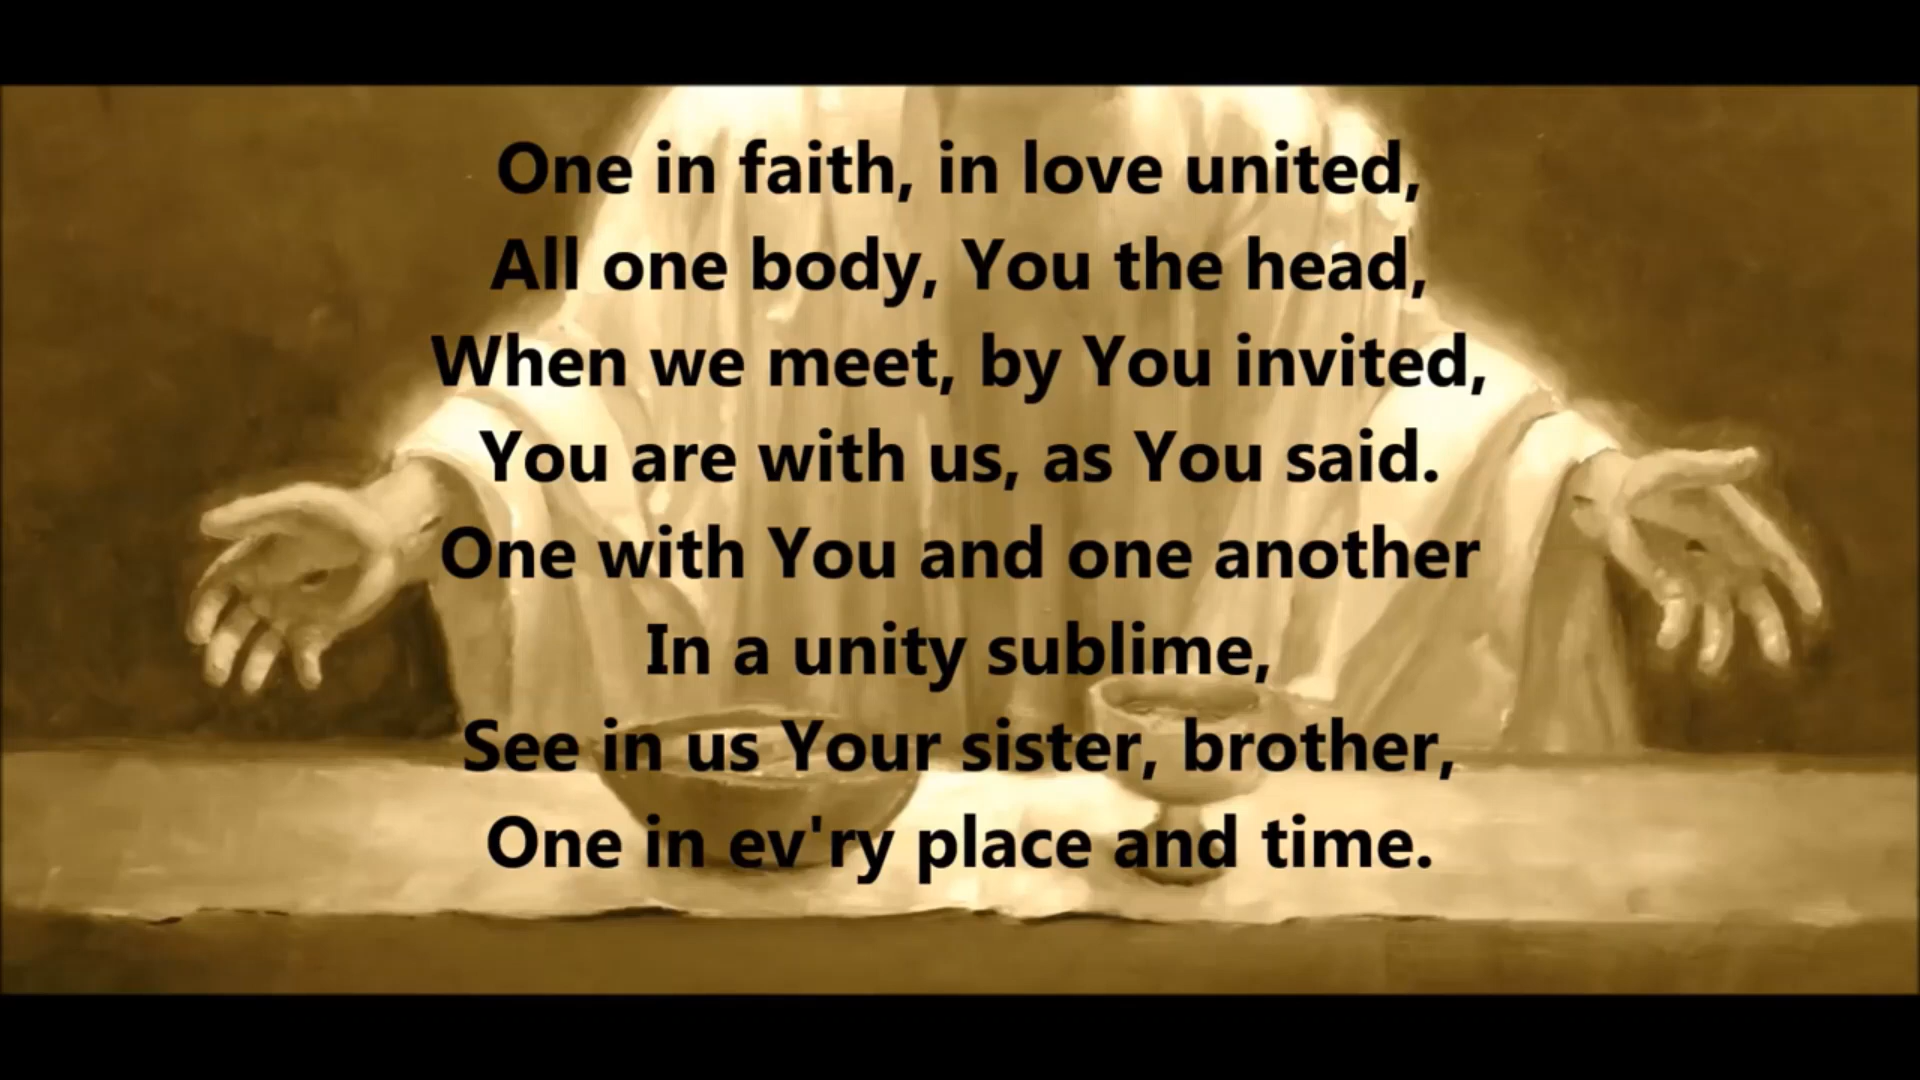 One in faith, in love united,
All one body, You the head,
When we meet, by You invited,
You are with us, as You said.
One with You and one another
In a unity sublime,
See in us Your sister, brother,
One in ev'ry place and time.